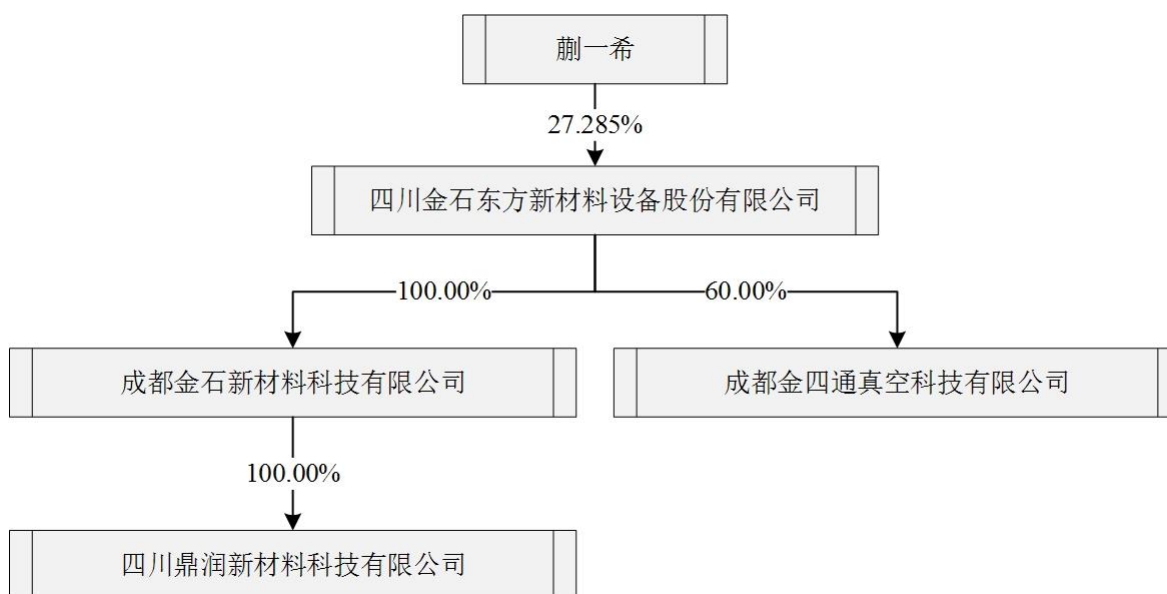 蒯一希
27.285%
四川金石东方新材料设备股份有限公司
100.00%
60.00%
成都金石新材料科技有限公司
成都金四通真空科技有限公司
100.00%
四川鼎润新材料科技有限公司